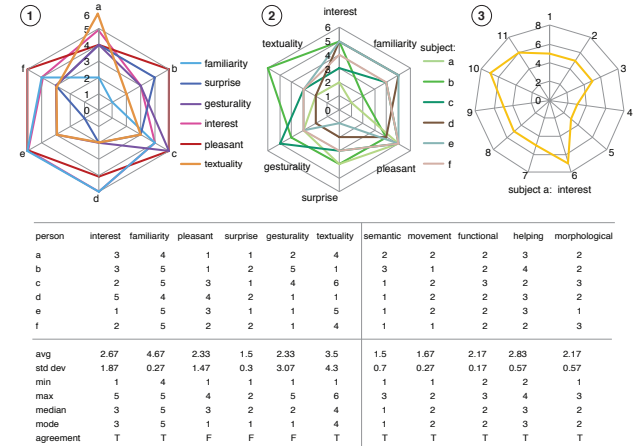 1
a
6
5
4
3
2
1
0
b
c
d
e
f
familiarity
surprise
gesturality
interest
pleasant
textuality
2
interest
6
5
4
3
2
1
0
textuality
familiarity
gesturality
pleasant
surprise
subject:
a
b
c
d
e
f
3
1
8
6
4
2
0
2
3
4
5
6
7
8
9
10
11
subject a: interest
person interest familiarity pleasant surprise gesturality textuality semantic movement functional helping morphological
a 3 4 1 1 2 4 2 2 2 3 2
b 3 5 1 2 5 1 3 1 2 4 2
c 2 5 3 1 4 6 1 2 3 2 3
d 5 4 4 2 1 1 1 2 2 3 2
e 1 5 3 1 1 5 1 2 2 3 1
f 2 5 2 2 1 4 1 1 2 2 3
avg 2.67 4.67 2.33 1.5 2.33 3.5 1.5 1.67 2.17 2.83 2.17
std dev 1.87 0.27 1.47 0.3 3.07 4.3 0.7 0.27 0.17 0.57 0.57
min 1 4 1 1 1 1 1 1 2 2 1
max 5 5 4 2 5 6 3 2 3 4 3
median 3 5 3 2 2 4 1 2 2 3 2
mode 3 5 1 1 1 4 1 2 2 3 2
agreement T T F F F T T T T T T